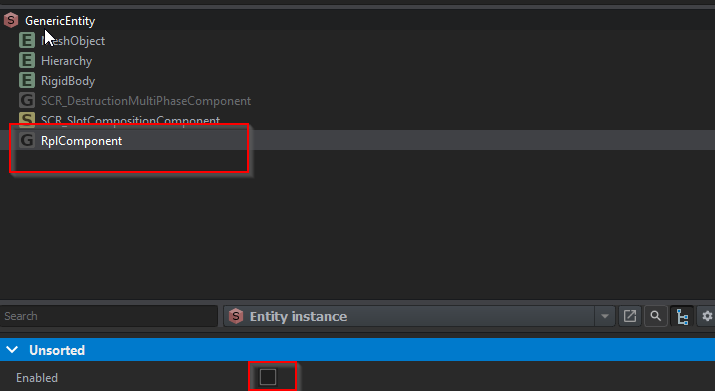 S GenericEntity
E MeshObject
E Hierarchy
E RigidBody
G SCR_DestructionMultiPhaseComponent
S SCR_SlotCompositionComponent
G RplComponent
Search
S Entity instance
Unsorted
Enabled